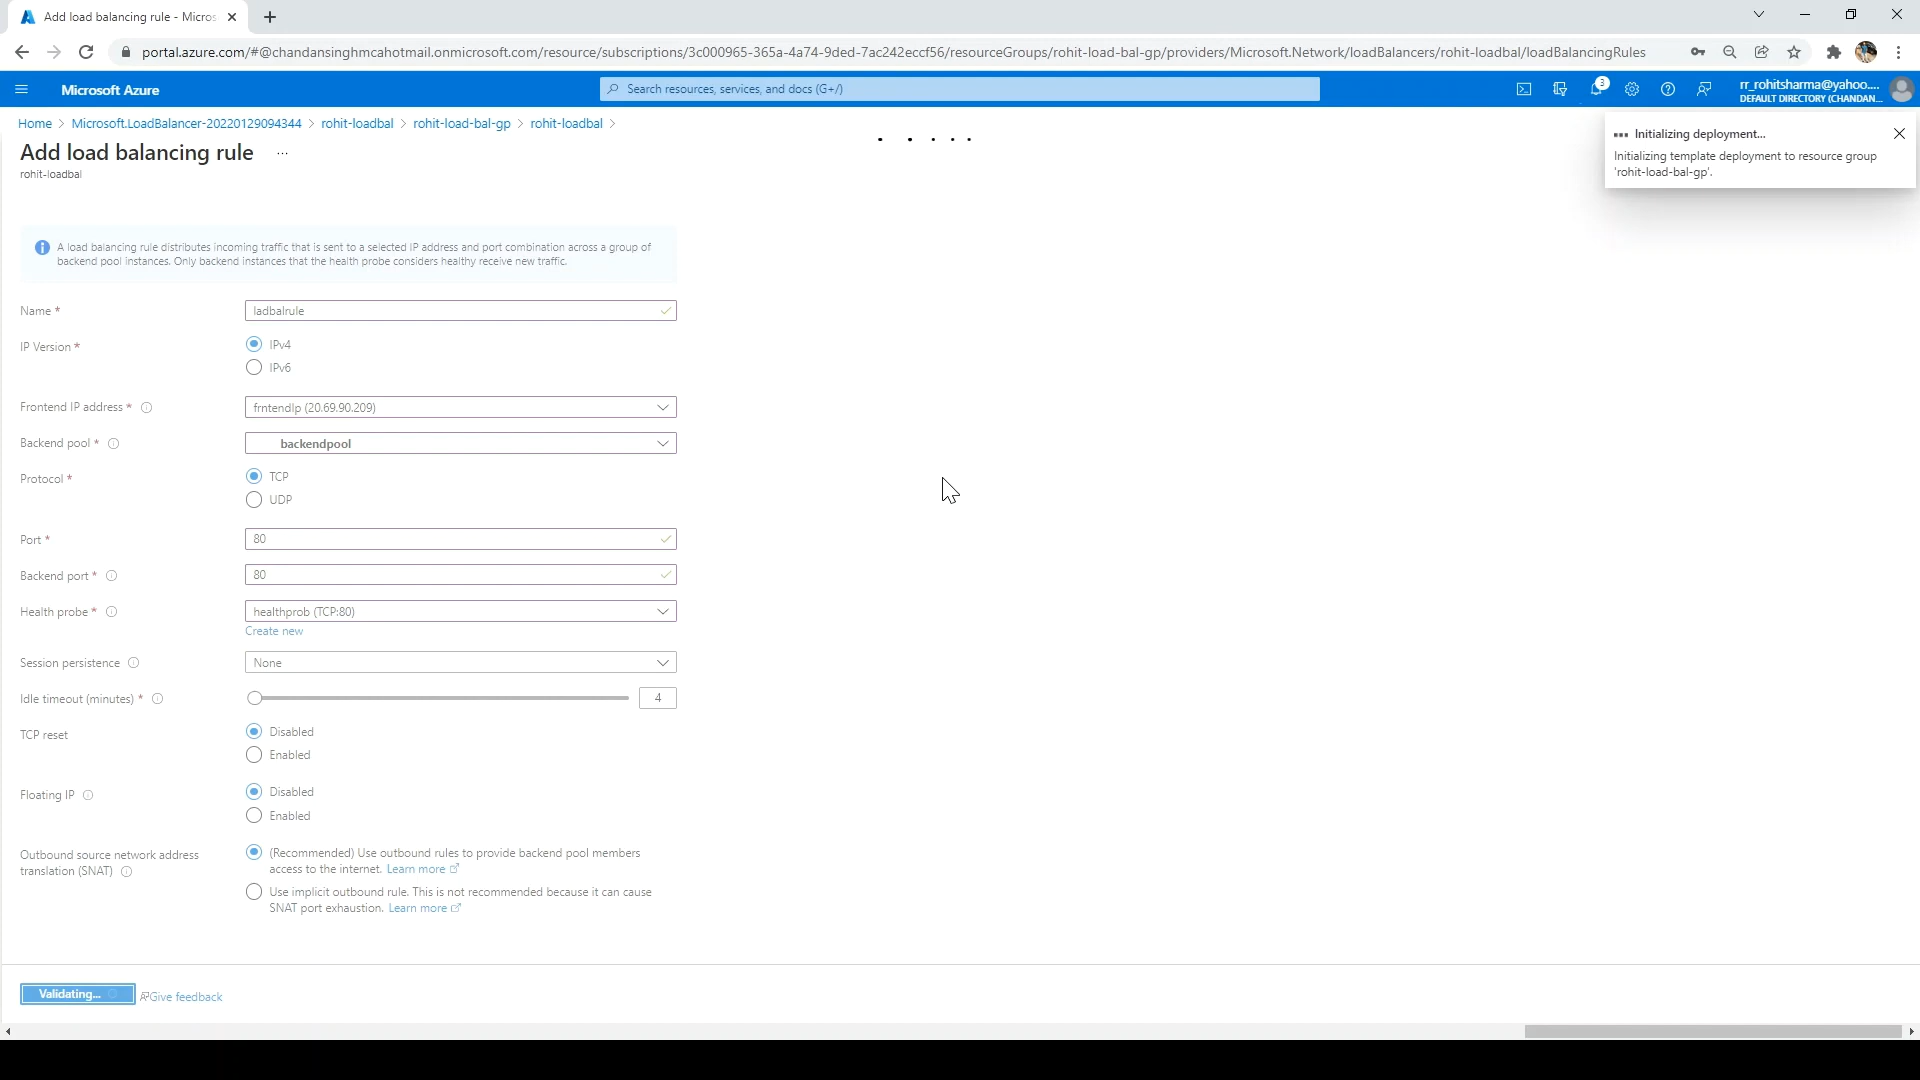 Add load balancing rule - Micros
portal.azure.com/#@chandansinghmcahotmail.onmicrosoft.com/resource/subscriptions/3c000965-365a-4a74-9ded-7ac242eccf56/resourceGroups/rohit-load-bal-gp/providers/Microsoft.Network/loadBalancers/rohit-loadbal/loadBalancingRules
Microsoft Azure
Search resources, services, and docs (G+/)
3
rr_rohitsharma@yahoo....
DEFAULT DIRECTORY (CHANDAN...
Home > Microsoft.LoadBalancer-20220129094344 > rohit-loadbal > rohit-load-bal-gp > rohit-loadbal >
Add load balancing rule ...
rohit-loadbal
Initializing deployment...
Initializing template deployment to resource group
'rohit-load-bal-gp'.
A load balancing rule distributes incoming traffic that is sent to a selected IP address and port combination across a group of
backend pool instances. Only backend instances that the health probe considers healthy receive new traffic.
Name * ladbalrule
IP Version * IPv4
IPv6
Frontend IP address * frntendIp (20.69.90.209)
Backend pool * backendpool
Protocol * TCP
UDP
Port * 80
Backend port * 80
Health probe * healthprob (TCP:80)
Create new
Session persistence None
Idle timeout (minutes) * 4
TCP reset Disabled
Enabled
Floating IP Disabled
Enabled
Outbound source network address
translation (SNAT)
(Recommended) Use outbound rules to provide backend pool members
access to the internet. Learn more
Use implicit outbound rule. This is not recommended because it can cause
SNAT port exhaustion. Learn more
Validating... Give feedback